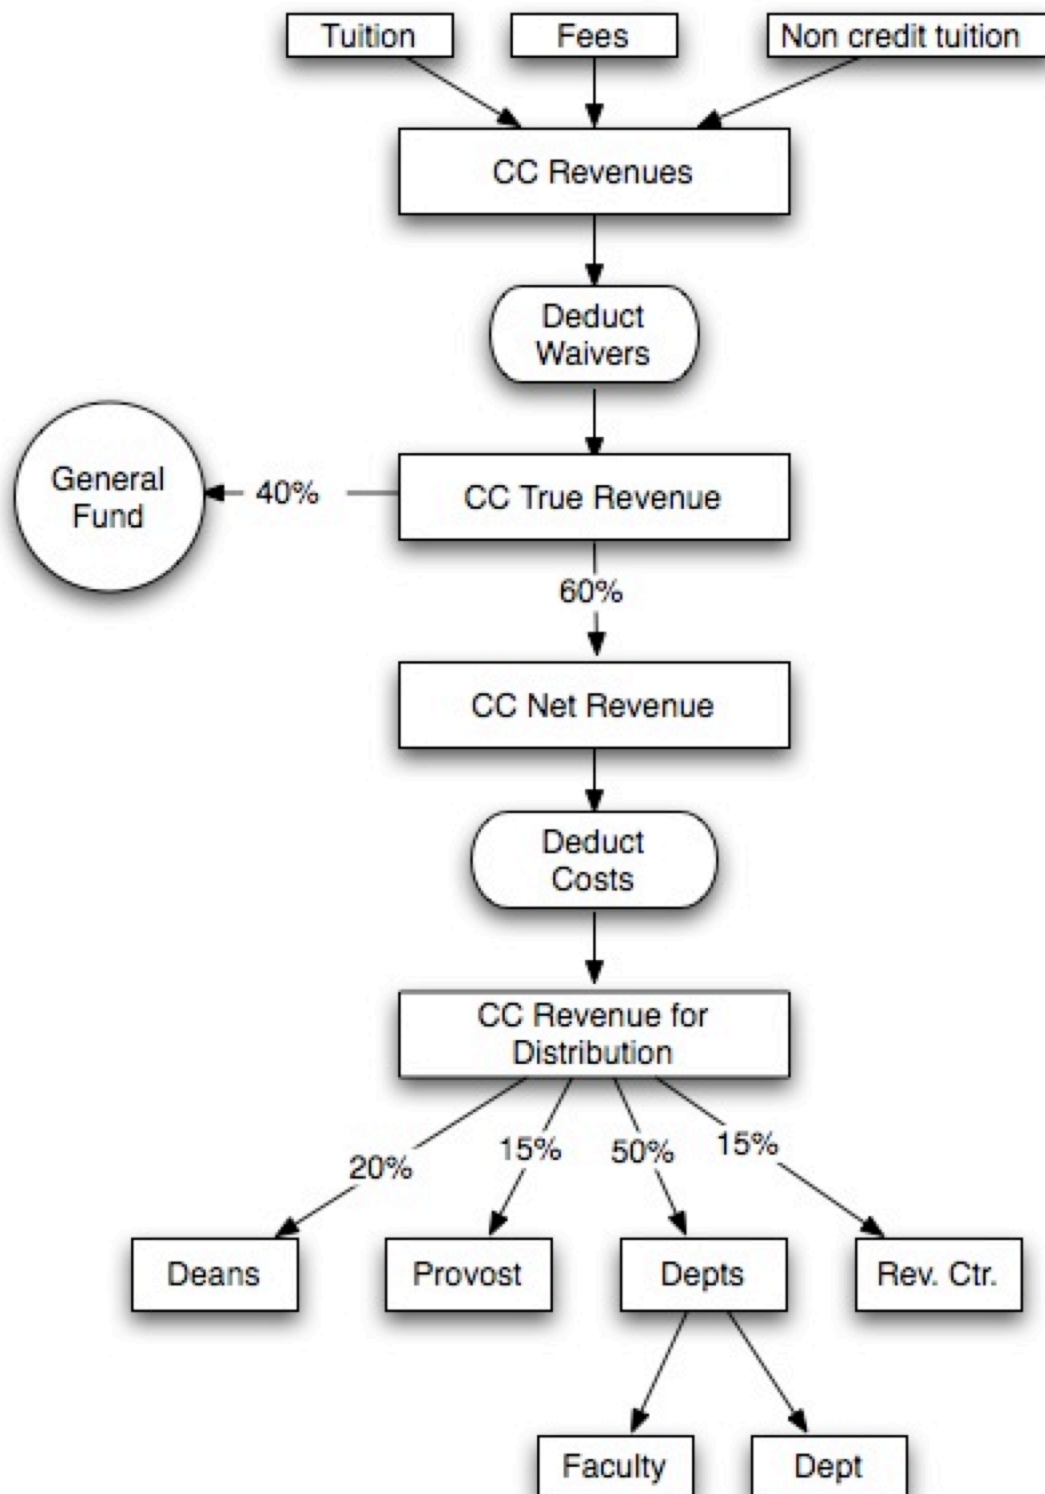 Tuition
Fees
Non credit tuition
CC Revenues
Deduct
Waivers
General
Fund
40%
CC True Revenue
60%
CC Net Revenue
Deduct
Costs
CC Revenue for
Distribution
20%
15%
50%
15%
Deans
Provost
Depts
Rev. Ctr.
Faculty
Dept